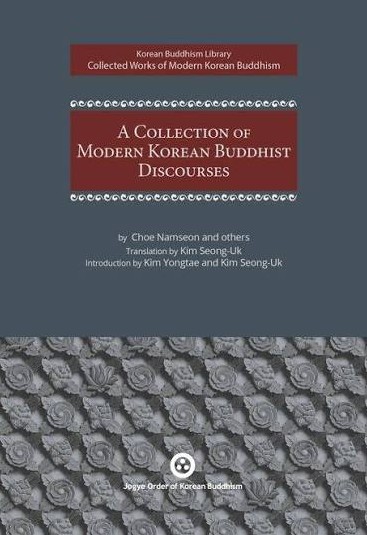 Korean Buddhism Library
Collected Works of Modern Korean Buddhism
A Collection of
Modern Korean Buddhist
Discourses
by Choe Namseon and others
Translation by Kim Seong-Uk
Introduction by Kim Yongtae and Kim Seong-Uk
Jogye Order of Korean Buddhism